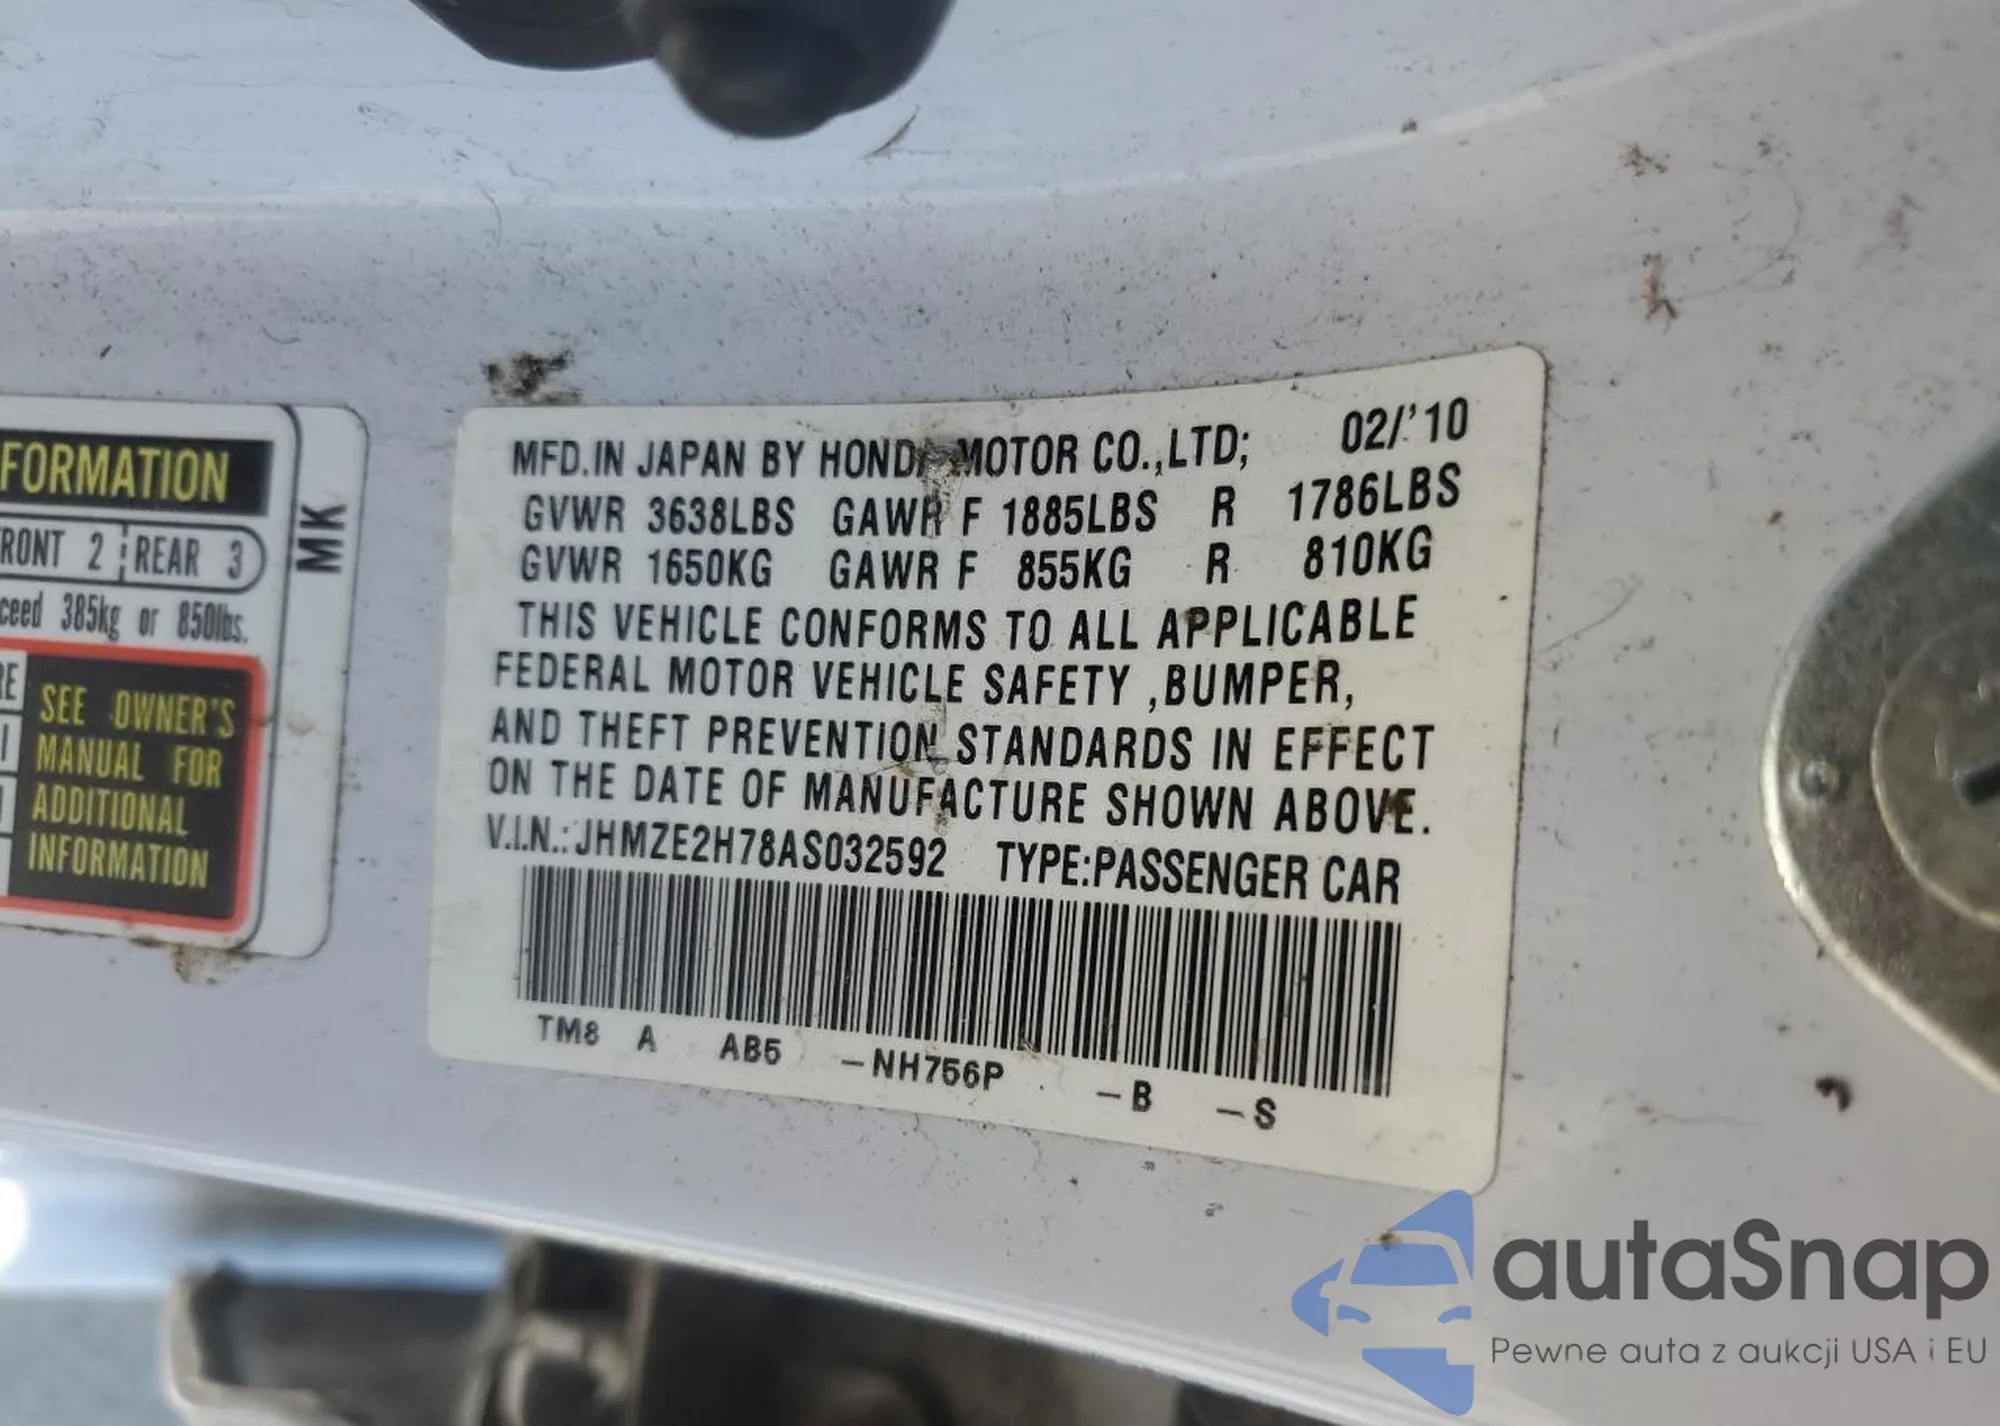 FORMATION
RONT 2 REAR 3
ceed 385kg or 850lbs.
RE
SEE OWNER'S
MANUAL FOR
ADDITIONAL
INFORMATION
MK
MFD.IN JAPAN BY HONDA MOTOR CO.,LTD; 02/'10
GVWR 3638LBS GAWR F 1885LBS R 1786LBS
GVWR 1650KG GAWR F 855KG R 810KG
THIS VEHICLE CONFORMS TO ALL APPLICABLE
FEDERAL MOTOR VEHICLE SAFETY ,BUMPER,
AND THEFT PREVENTION STANDARDS IN EFFECT
ON THE DATE OF MANUFACTURE SHOWN ABOVE.
V.I.N.: JHMZE2H78AS032592 TYPE:PASSENGER CAR
TM8 A AB5 -NH756P -B -S
autaSnap
Pewne auta z aukcji USA i EU